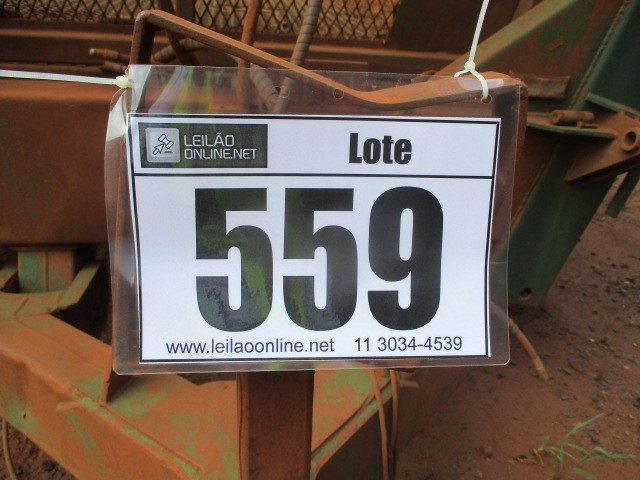 LEILÃO
ONLINE.NET
Lote
559
www.leilaoonline.net 11 3034-4539